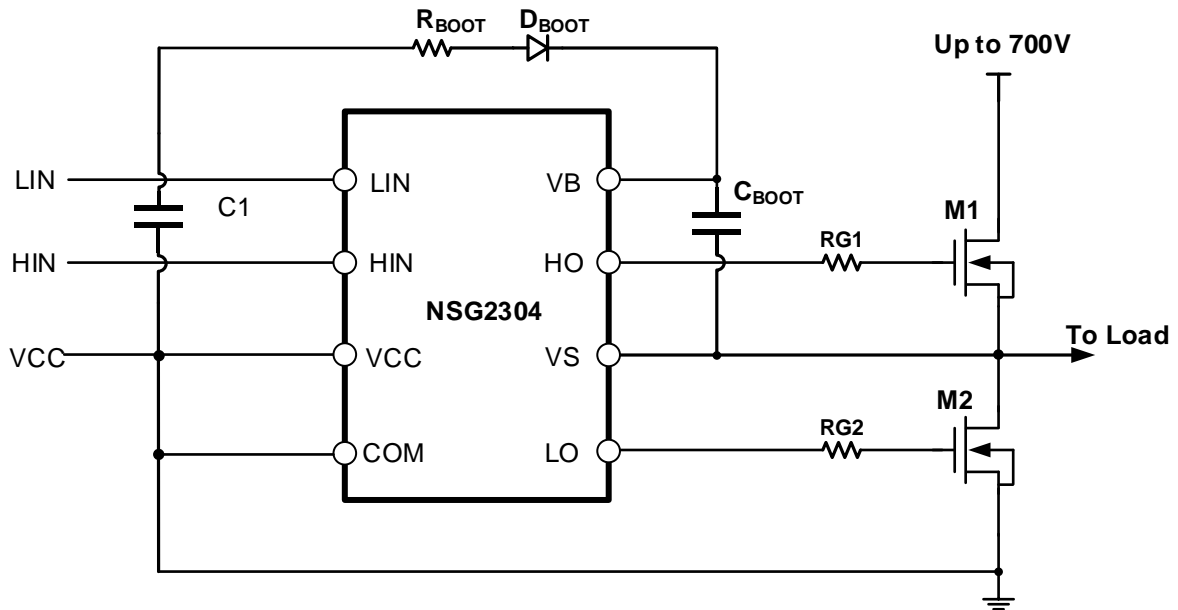 RBOOT DBOOT
Up to 700V
LIN LIN VB
C1 CBOOT
M1
RG1
HIN HIN HO
NSG2304
VCC VCC VS To Load
M2
RG2
COM LO